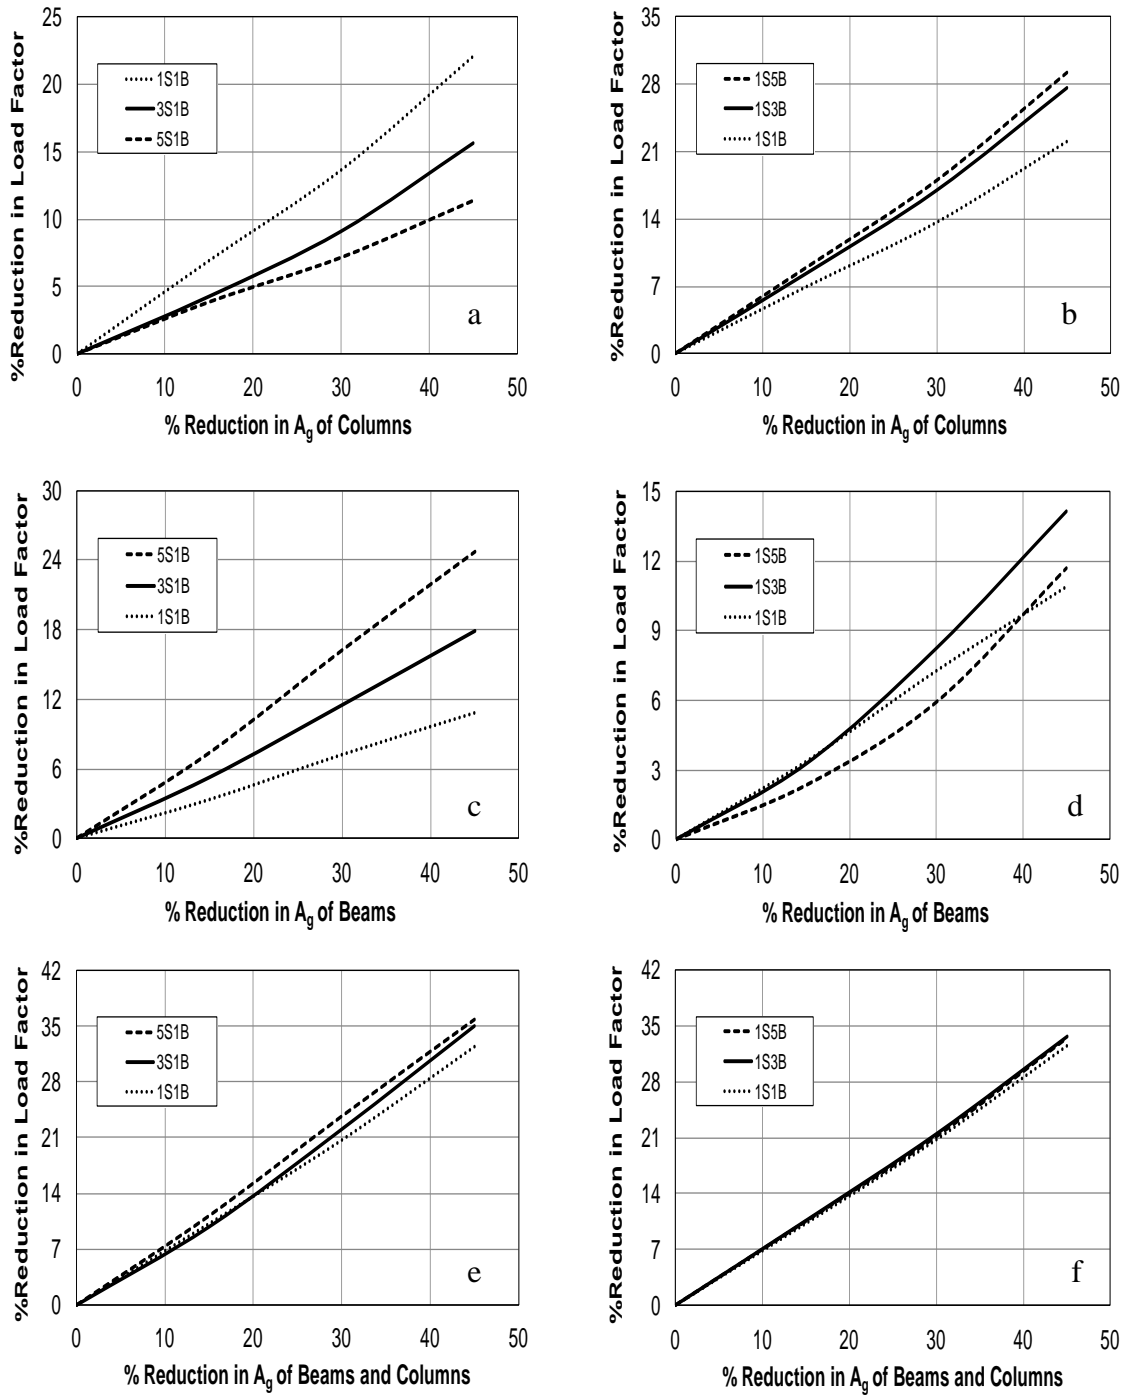 %Reduction in Load Factor
25
20
15
10
5
0
1S1B
3S1B
5S1B
a
0 10 20 30 40 50
% Reduction in Ag of Columns
%Reduction in Load Factor
35
28
21
14
7
0
1S5B
1S3B
1S1B
b
0 10 20 30 40 50
% Reduction in Ag of Columns
%Reduction in Load Factor
30
24
18
12
6
0
5S1B
3S1B
1S1B
c
0 10 20 30 40 50
% Reduction in Ag of Beams
%Reduction in Load Factor
15
12
9
6
3
0
1S5B
1S3B
1S1B
d
0 10 20 30 40 50
% Reduction in Ag of Beams
%Reduction in Load Factor
42
35
28
21
14
7
0
5S1B
3S1B
1S1B
e
0 10 20 30 40 50
% Reduction in Ag of Beams and Columns
%Reduction in Load Factor
42
35
28
21
14
7
0
1S5B
1S3B
1S1B
f
0 10 20 30 40 50
% Reduction in Ag of Beams and Columns